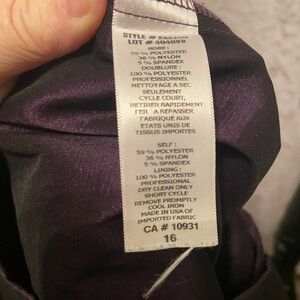 STYLE #
LOT # 404088
ROBE:
59 % POLYESTER
36 % NYLON
5 % SPANDEX
DOUBLURE:
100 % POLYESTER
PROFESSIONNEL
NETTOYAGE A SEC
SEULEMENT
CYCLE COURT,
RETIRER RAPIDEMENT
FER A REPASSER
FABRIQUE AUX
ETATS UNIS DE
TISSUS IMPORTES
SELF:
59 % POLYESTER
36 % NYLON
5 % SPANDEX
LINING:
100 % POLYESTER
PROFESSIONAL
DRY CLEAN ONLY
SHORT CYCLE
REMOVE PROMPTLY
COOL IRON
MADE IN USA OF
IMPORTED FABRIC
CA # 10931
16